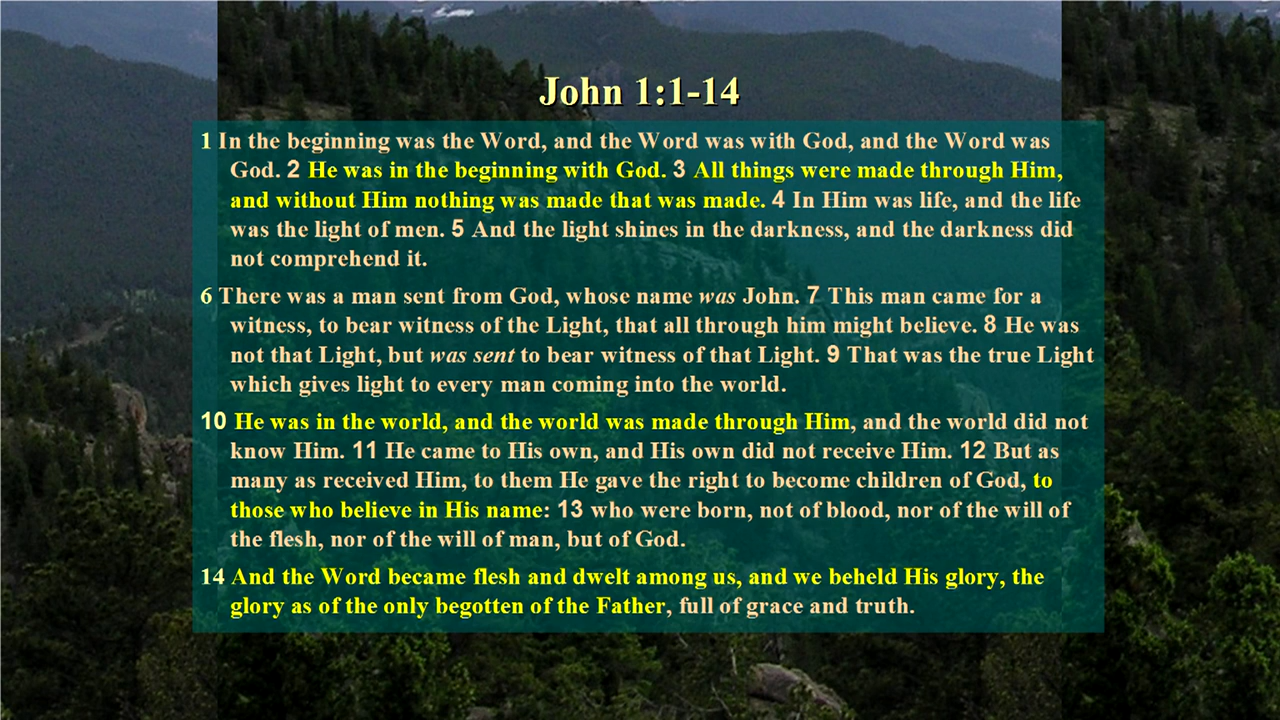 John 1:1-14
1 In the beginning was the Word, and the Word was with God, and the Word was
God. 2 He was in the beginning with God. 3 All things were made through Him,
and without Him nothing was made that was made. 4 In Him was life, and the life
was the light of men. 5 And the light shines in the darkness, and the darkness did
not comprehend it.
6 There was a man sent from God, whose name was John. 7 This man came for a
witness, to bear witness of the Light, that all through him might believe. 8 He was
not that Light, but was sent to bear witness of that Light. 9 That was the true Light
which gives light to every man coming into the world.
10 He was in the world, and the world was made through Him, and the world did not
know Him. 11 He came to His own, and His own did not receive Him. 12 But as
many as received Him, to them He gave the right to become children of God, to
those who believe in His name: 13 who were born, not of blood, nor of the will of
the flesh, nor of the will of man, but of God.
14 And the Word became flesh and dwelt among us, and we beheld His glory, the
glory as of the only begotten of the Father, full of grace and truth.